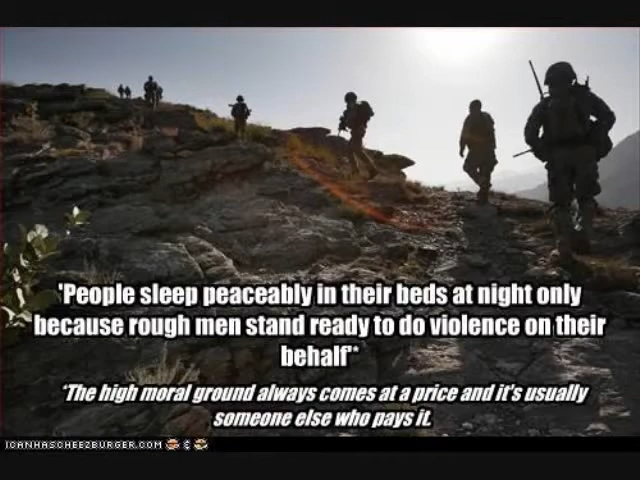 'People sleep peaceably in their beds at night only
because rough men stand ready to do violence on their
behalf'*
*The high moral ground always comes at a price and it's usually
someone else who pays it.
ICANHASCHEEZBURGER.COM